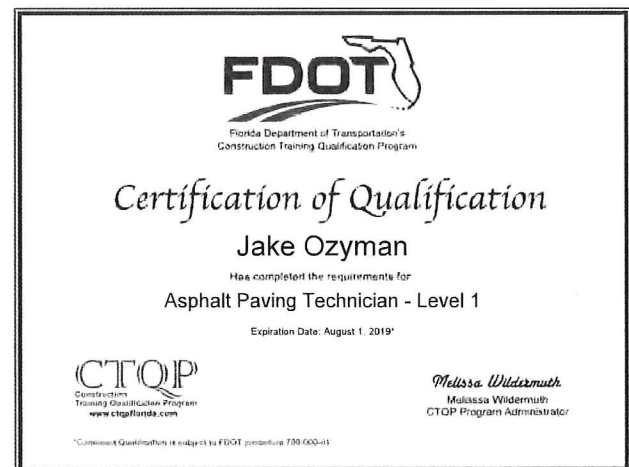 FDOT
Florida Department of Transportation's
Construction Training Qualification Program
Certification of Qualification
Jake Ozyman
Has completed the requirements for
Asphalt Paving Technician - Level 1
Expiration Date: August 1, 2019*
CTQP
Construction
Training Qualification Program
www.ctqpflorida.com
Melissa Wildermuth
Melissa Wildermuth
CTQP Program Administrator
Qualification is subject to FDOT procedure